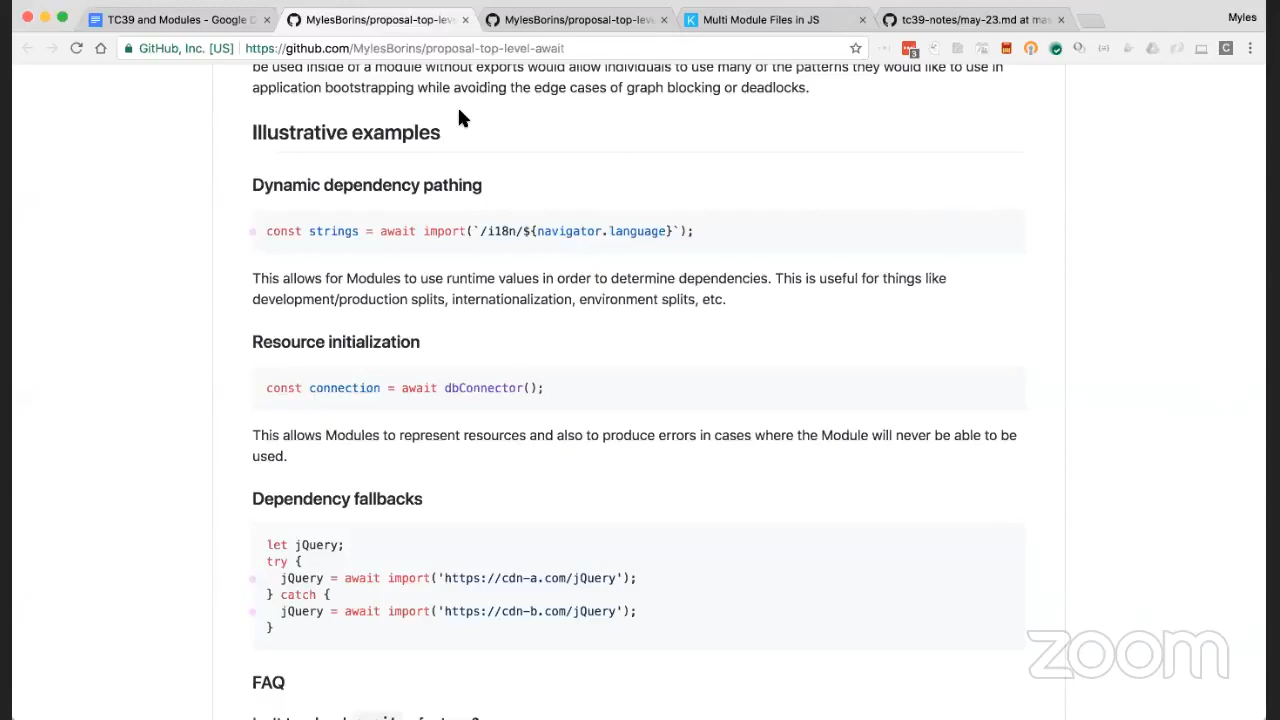 TC39 and Modules - Google D
MylesBorins/proposal-top-leve
MylesBorins/proposal-top-leve
Multi Module Files in JS
tc39-notes/may-23.md at mas
Myles
GitHub, Inc. [US]
https://github.com/MylesBorins/proposal-top-level-await
3
C
be used inside of a module without exports would allow individuals to use many of the patterns they would like to use in
application bootstrapping while avoiding the edge cases of graph blocking or deadlocks.
Illustrative examples
Dynamic dependency pathing
const strings = await import(`/i18n/${navigator.language}`);
This allows for Modules to use runtime values in order to determine dependencies. This is useful for things like
development/production splits, internationalization, environment splits, etc.
Resource initialization
const connection = await dbConnector();
This allows Modules to represent resources and also to produce errors in cases where the Module will never be able to be
used.
Dependency fallbacks
let jQuery;
try {
jQuery = await import('https://cdn-a.com/jQuery');
} catch {
jQuery = await import('https://cdn-b.com/jQuery');
}
FAQ
zoom